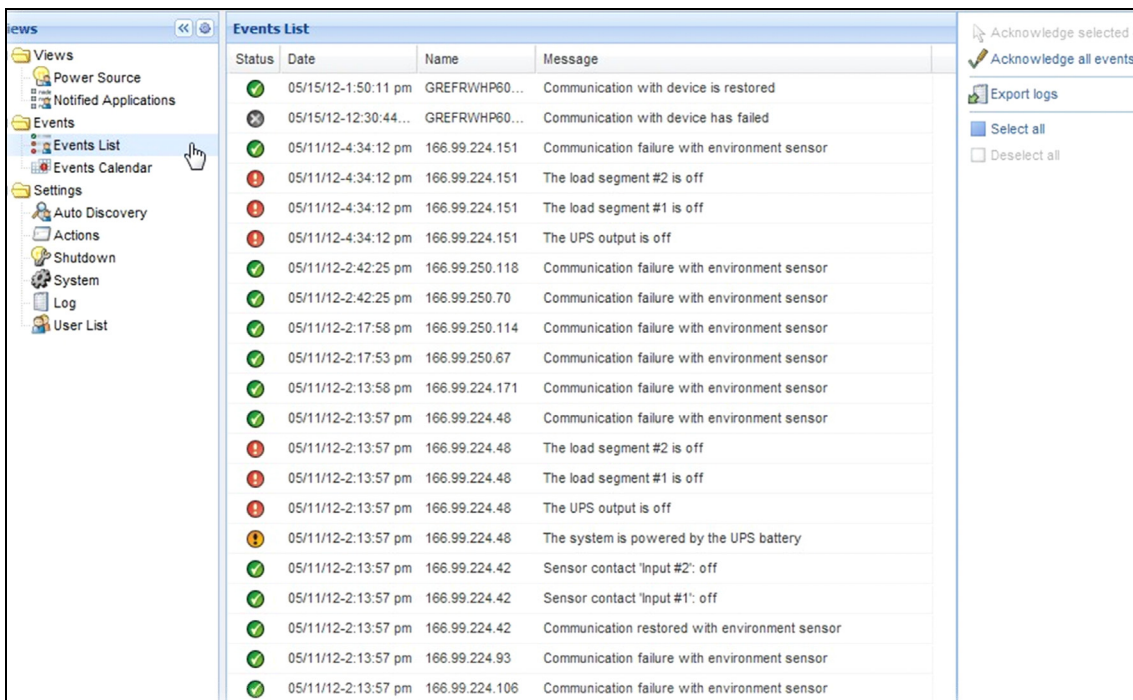 iews
Views
Power Source
Notified Applications
Events
Events List
Events Calendar
Settings
Auto Discovery
Actions
Shutdown
System
Log
User List
Events List
Status Date Name Message
05/15/12-1:50:11 pm GREFRWHP60... Communication with device is restored
05/15/12-12:30:44... GREFRWHP60... Communication with device has failed
05/11/12-4:34:12 pm 166.99.224.151 Communication failure with environment sensor
05/11/12-4:34:12 pm 166.99.224.151 The load segment #2 is off
05/11/12-4:34:12 pm 166.99.224.151 The load segment #1 is off
05/11/12-4:34:12 pm 166.99.224.151 The UPS output is off
05/11/12-2:42:25 pm 166.99.250.118 Communication failure with environment sensor
05/11/12-2:42:25 pm 166.99.250.70 Communication failure with environment sensor
05/11/12-2:17:58 pm 166.99.250.114 Communication failure with environment sensor
05/11/12-2:17:53 pm 166.99.250.67 Communication failure with environment sensor
05/11/12-2:13:58 pm 166.99.224.171 Communication failure with environment sensor
05/11/12-2:13:57 pm 166.99.224.48 Communication failure with environment sensor
05/11/12-2:13:57 pm 166.99.224.48 The load segment #2 is off
05/11/12-2:13:57 pm 166.99.224.48 The load segment #1 is off
05/11/12-2:13:57 pm 166.99.224.48 The UPS output is off
05/11/12-2:13:57 pm 166.99.224.48 The system is powered by the UPS battery
05/11/12-2:13:57 pm 166.99.224.42 Sensor contact 'Input #2': off
05/11/12-2:13:57 pm 166.99.224.42 Sensor contact 'Input #1': off
05/11/12-2:13:57 pm 166.99.224.42 Communication restored with environment sensor
05/11/12-2:13:57 pm 166.99.224.93 Communication failure with environment sensor
05/11/12-2:13:57 pm 166.99.224.106 Communication failure with environment sensor
Acknowledge selected
Acknowledge all events
Export logs
Select all
Deselect all